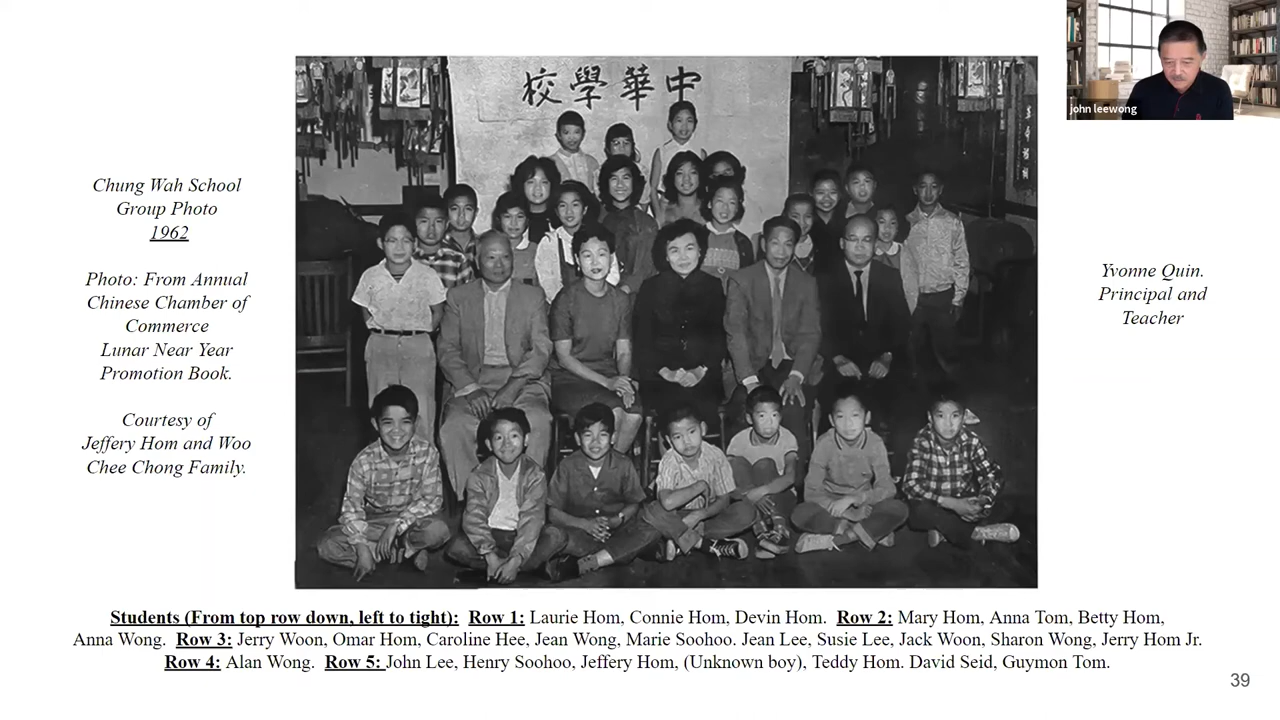 john leewong
校學華中
Chung Wah School
Group Photo
1962
Photo: From Annual
Chinese Chamber of
Commerce
Lunar Near Year
Promotion Book.
Courtesy of
Jeffery Hom and Woo
Chee Chong Family.
Yvonne Quin.
Principal and
Teacher
Students (From top row down, left to tight): Row 1: Laurie Hom, Connie Hom, Devin Hom. Row 2: Mary Hom, Anna Tom, Betty Hom,
Anna Wong. Row 3: Jerry Woon, Omar Hom, Caroline Hee, Jean Wong, Marie Soohoo. Jean Lee, Susie Lee, Jack Woon, Sharon Wong, Jerry Hom Jr.
Row 4: Alan Wong. Row 5: John Lee, Henry Soohoo, Jeffery Hom, (Unknown boy), Teddy Hom. David Seid, Guymon Tom.
39